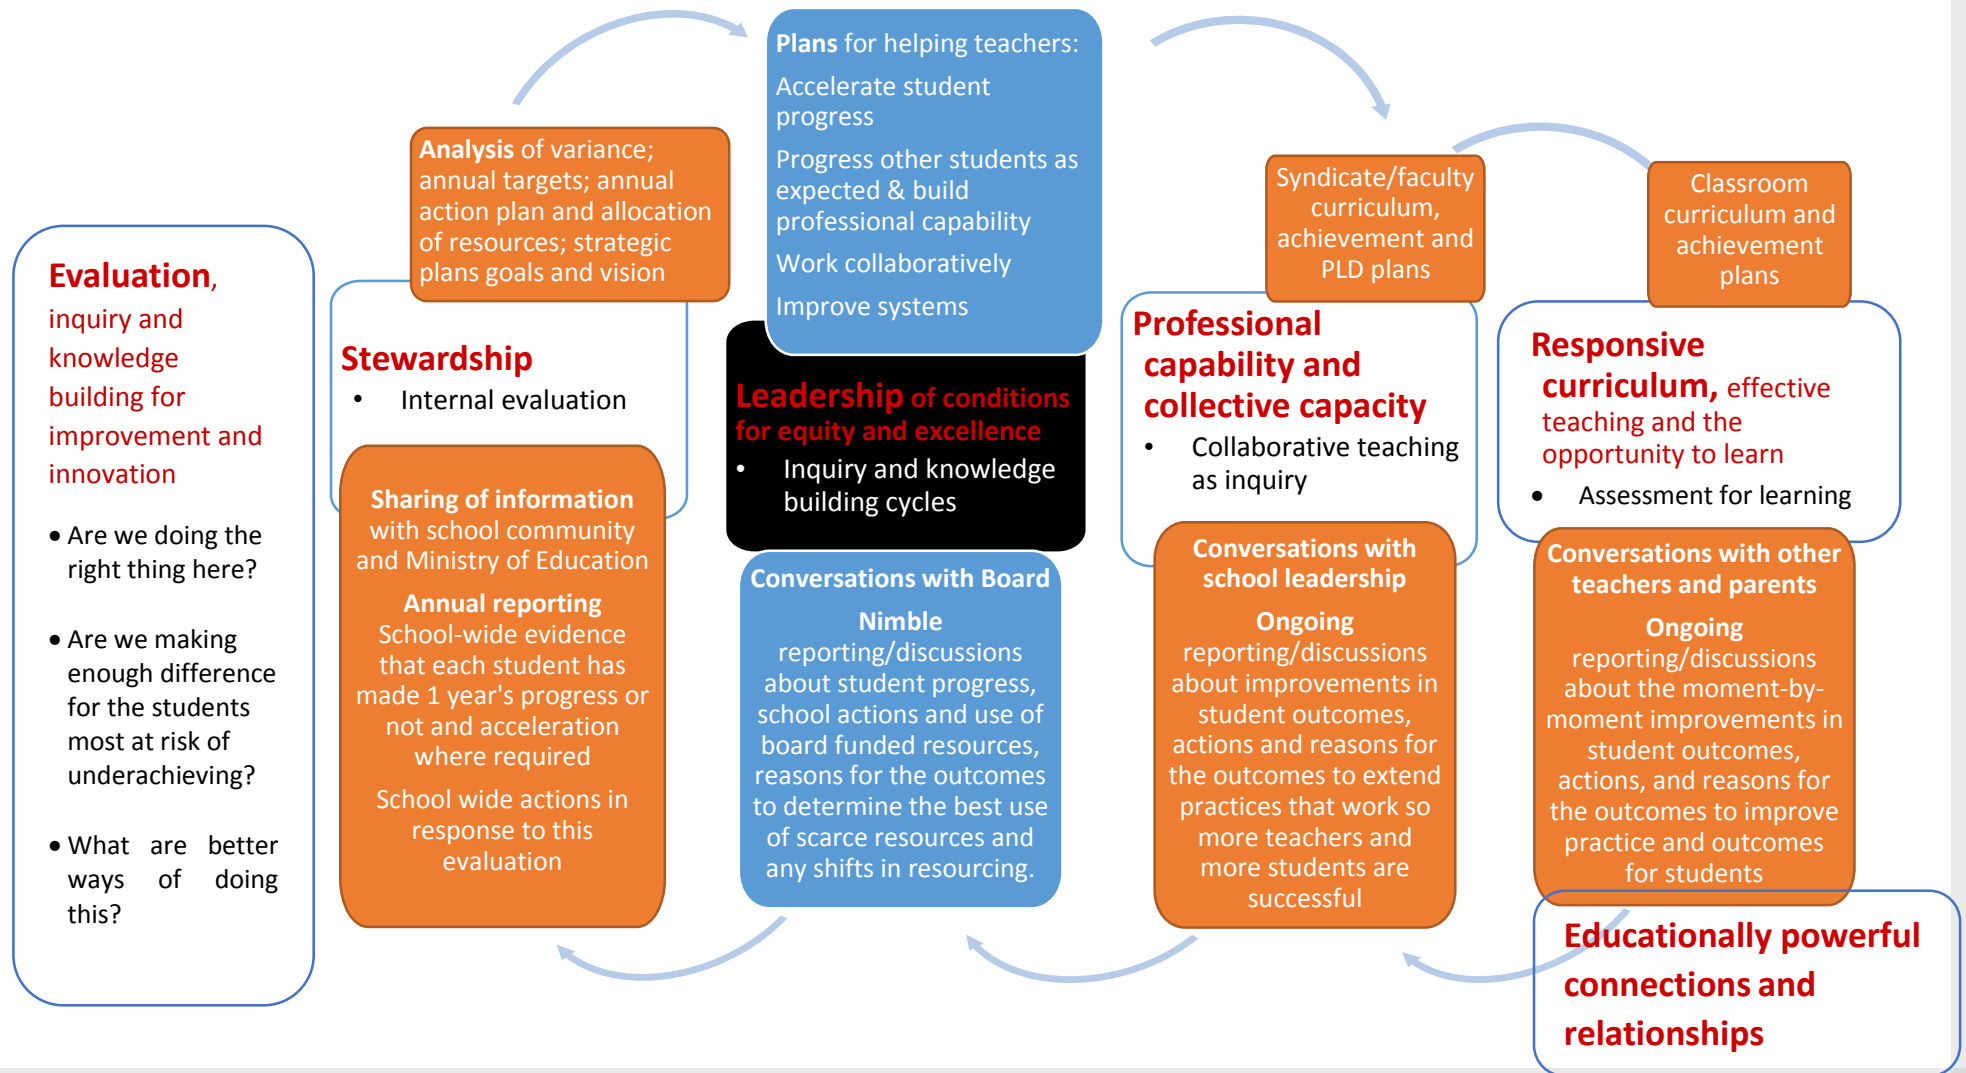 Evaluation,
inquiry and
knowledge
building for
improvement and
innovation
• Are we doing the
right thing here?
• Are we making
enough difference
for the students
most at risk of
underachieving?
• What are better
ways of doing
this?
Analysis of variance;
annual targets; annual
action plan and allocation
of resources; strategic
plans goals and vision
Stewardship
• Internal evaluation
Sharing of information
with school community
and Ministry of Education
Annual reporting
School-wide evidence
that each student has
made 1 year's progress or
not and acceleration
where required
School wide actions in
response to this
evaluation
Plans for helping teachers:
Accelerate student
progress
Progress other students as
expected & build
professional capability
Work collaboratively
Improve systems
Leadership of conditions
for equity and excellence
• Inquiry and knowledge
building cycles
Conversations with Board
Nimble
reporting/discussions
about student progress,
school actions and use of
board funded resources,
reasons for the outcomes
to determine the best use
of scarce resources and
any shifts in resourcing.
Syndicate/faculty
curriculum,
achievement and
PLD plans
Professional
capability and
collective capacity
• Collaborative teaching
as inquiry
Conversations with
school leadership
Ongoing
reporting/discussions
about improvements in
student outcomes,
actions and reasons for
the outcomes to extend
practices that work so
more teachers and
more students are
successful
Classroom
curriculum and
achievement
plans
Responsive
curriculum, effective
teaching and the
opportunity to learn
• Assessment for learning
Conversations with other
teachers and parents
Ongoing
reporting/discussions
about the moment-by-
moment improvements in
student outcomes,
actions, and reasons for
the outcomes to improve
practice and outcomes
for students
Educationally powerful
connections and
relationships